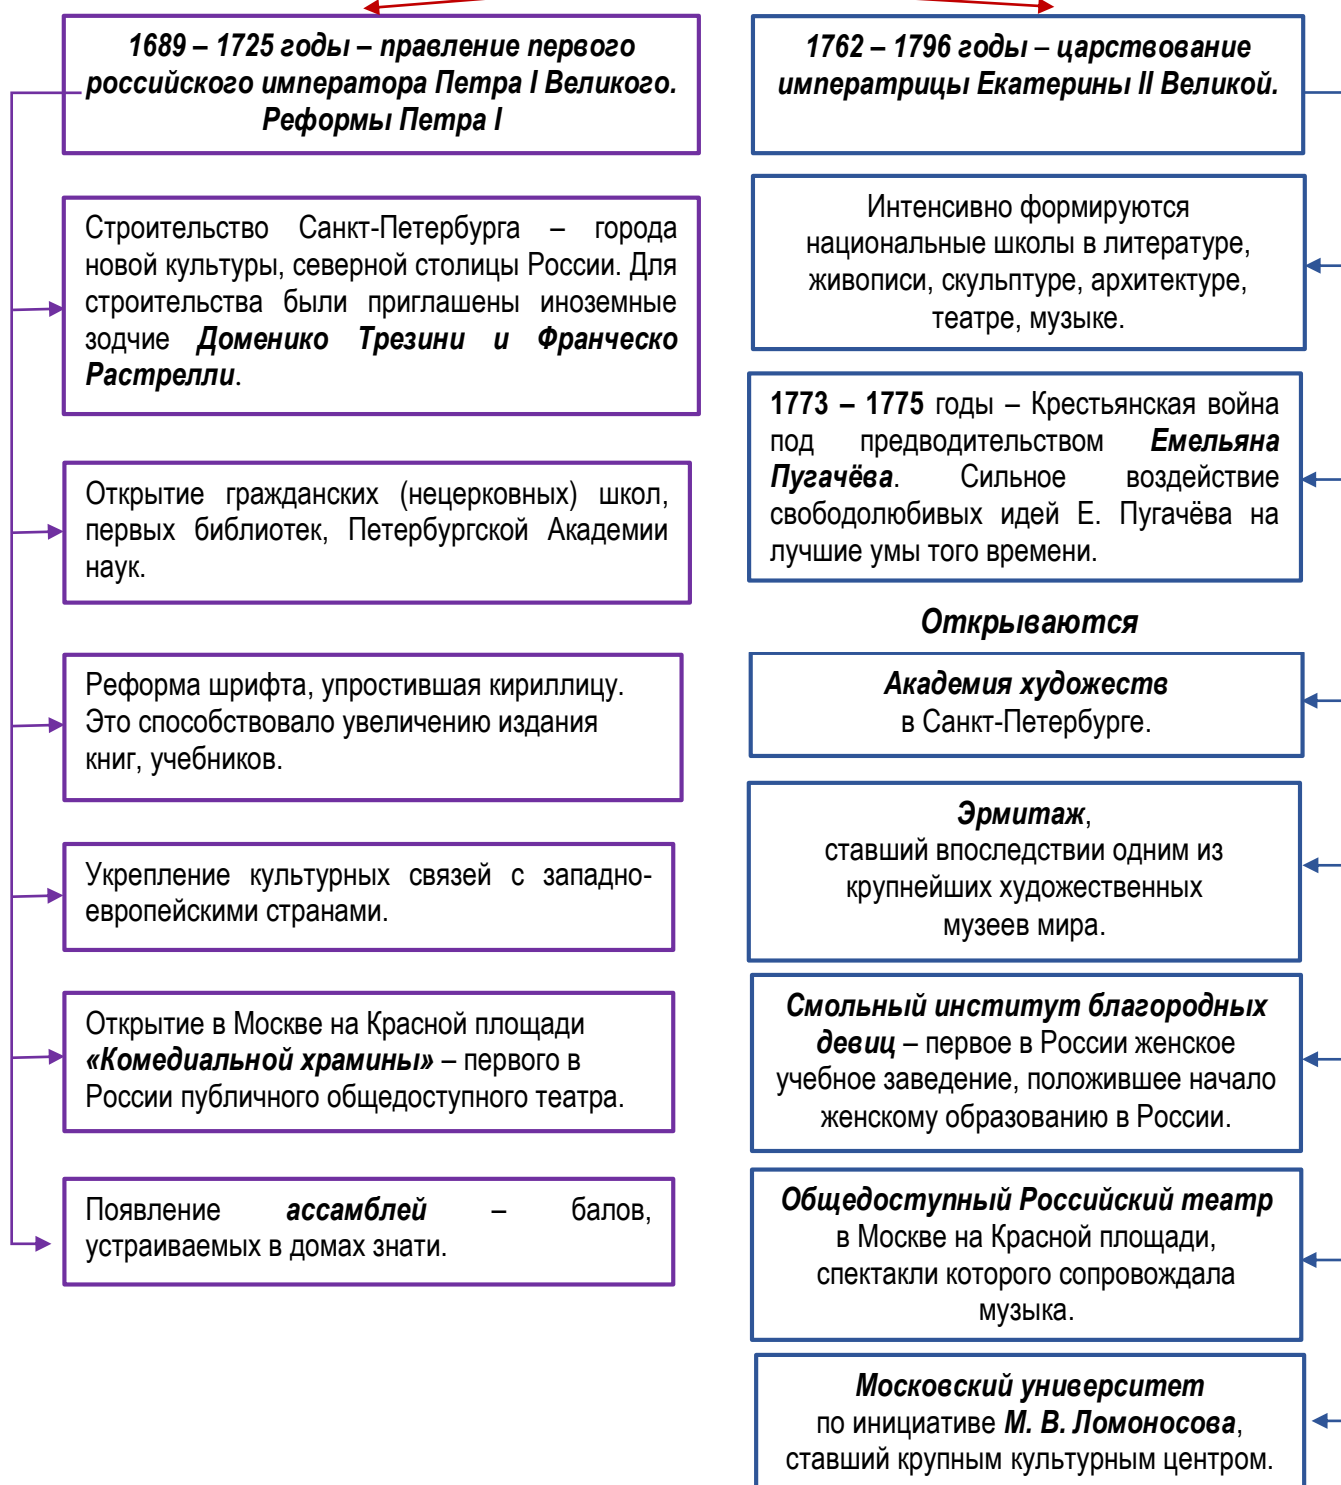 1689 – 1725 годы – правление первого
российского императора Петра I Великого.
Реформы Петра I
Строительство Санкт-Петербурга – города
новой культуры, северной столицы России. Для
строительства были приглашены иноземные
зодчие Доменико Трезини и Франческо
Растрелли.
Открытие гражданских (нецерковных) школ,
первых библиотек, Петербургской Академии
наук.
Реформа шрифта, упростившая кириллицу.
Это способствовало увеличению издания
книг, учебников.
Укрепление культурных связей с западно-
европейскими странами.
Открытие в Москве на Красной площади
«Комедиальной храмины» – первого в
России публичного общедоступного театра.
Появление ассамблей – балов,
устраиваемых в домах знати.
1762 – 1796 годы – царствование
императрицы Екатерины II Великой.
Интенсивно формируются
национальные школы в литературе,
живописи, скульптуре, архитектуре,
театре, музыке.
1773 – 1775 годы – Крестьянская война
под предводительством Емельяна
Пугачёва. Сильное воздействие
свободолюбивых идей Е. Пугачёва на
лучшие умы того времени.
Открываются
Академия художеств
в Санкт-Петербурге.
Эрмитаж,
ставший впоследствии одним из
крупнейших художественных
музеев мира.
Смольный институт благородных
девиц – первое в России женское
учебное заведение, положившее начало
женскому образованию в России.
Общедоступный Российский театр
в Москве на Красной площади,
спектакли которого сопровождала
музыка.
Московский университет
по инициативе М. В. Ломоносова,
ставший крупным культурным центром.